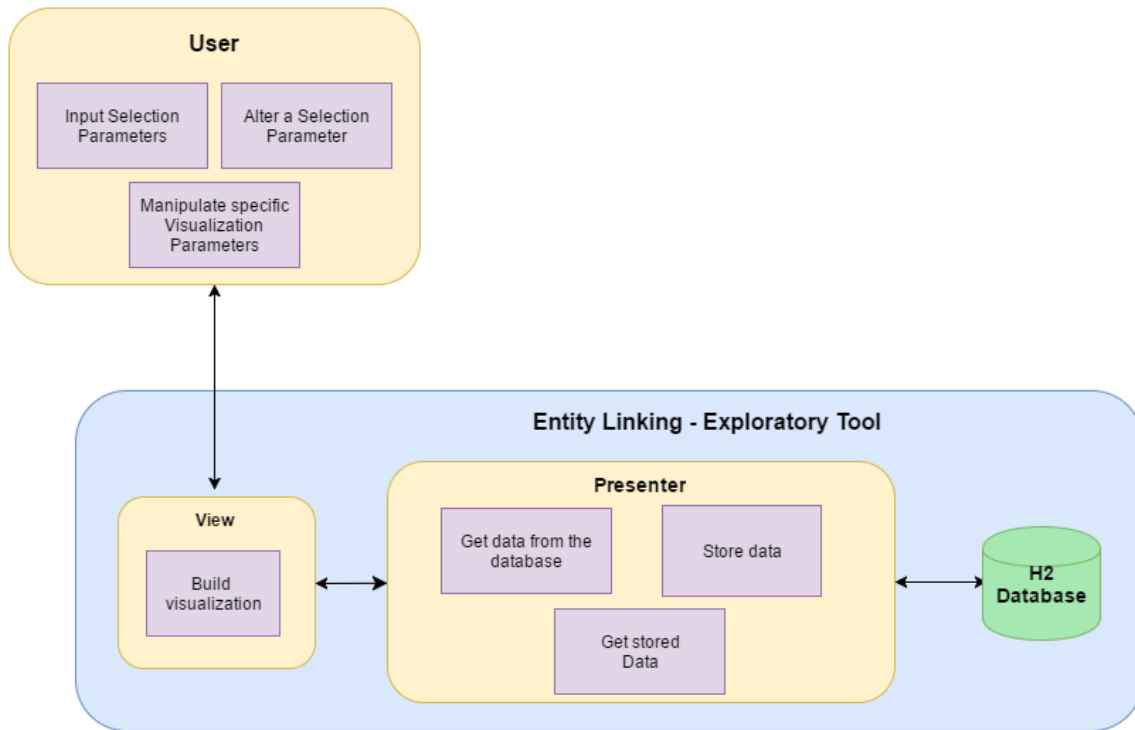 User
Input Selection
Parameters
Alter a Selection
Parameter
Manipulate specific
Visualization
Parameters
Entity Linking - Exploratory Tool
View
Build
visualization
Presenter
Get data from the
database
Store data
Get stored
Data
H2
Database